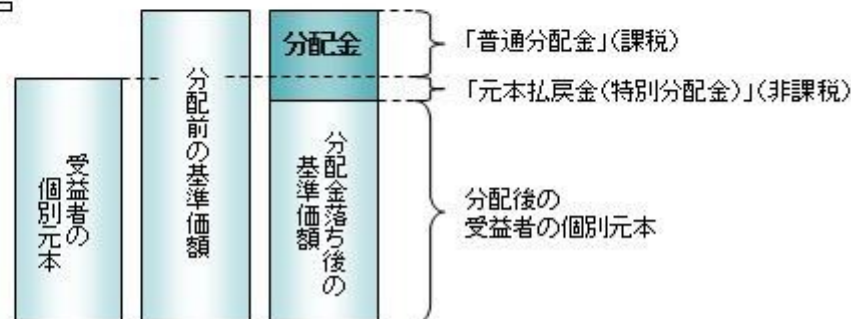 分配金
「普通分配金」(課税)
「元本払戻金(特別分配金)」(非課税)
受益者の
個別元本
分配前の基準価額
分配金落ち後の
基準価額
分配後の
受益者の個別元本